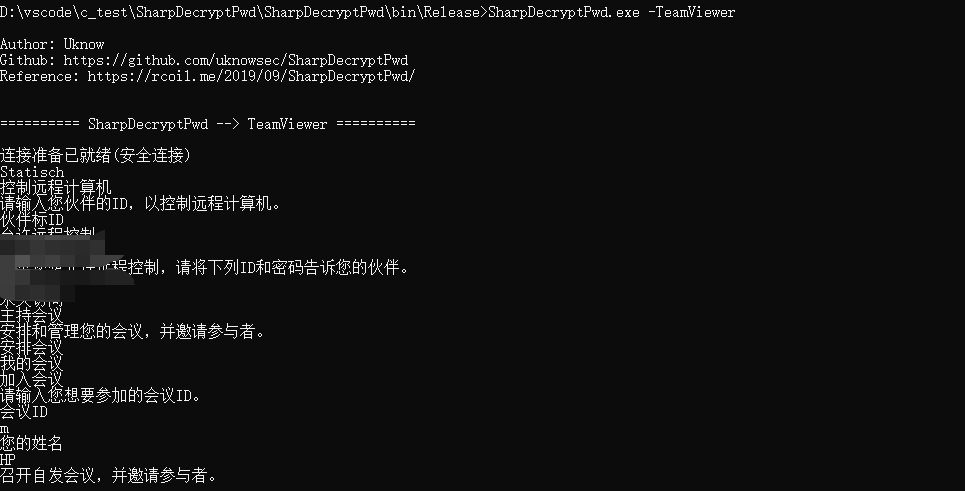 D:\vscode\c_test\SharpDecryptPwd\SharpDecryptPwd\bin\Release>SharpDecryptPwd.exe -TeamViewer
Author: Uknow
Github: https://github.com/uknowsec/SharpDecryptPwd
Reference: https://rcoil.me/2019/09/SharpDecryptPwd/
========== SharpDecryptPwd --> TeamViewer ==========
连接准备已就绪(安全连接)
Statisch
控制远程计算机
请输入您伙伴的ID，以控制远程计算机。
伙伴标ID
允许远程控制
远程控制，请将下列ID和密码告诉您的伙伴。
主持会议
安排和管理您的会议，并邀请参与者。
安排会议
我的会议
加入会议
请输入您想要参加的会议ID。
会议ID
m
您的姓名
HP
召开自发会议，并邀请参与者。